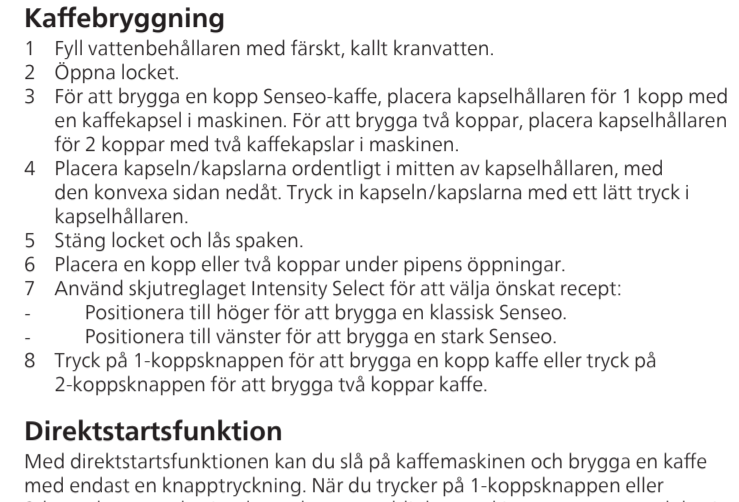 Kaffebryggning
1 Fyll vattenbehållaren med färskt, kallt kranvatten.
2 Öppna locket.
3 För att brygga en kopp Senseo-kaffe, placera kapselhållaren för 1 kopp med
en kaffekapsel i maskinen. För att brygga två koppar, placera kapselhållaren
för 2 koppar med två kaffekapslar i maskinen.
4 Placera kapseln/kapslarna ordentligt i mitten av kapselhållaren, med
den konvexa sidan nedåt. Tryck in kapseln/kapslarna med ett lätt tryck i
kapselhållaren.
5 Stäng locket och lås spaken.
6 Placera en kopp eller två koppar under pipens öppningar.
7 Använd skjutreglaget Intensity Select för att välja önskat recept:
- Positionera till höger för att brygga en klassisk Senseo.
- Positionera till vänster för att brygga en stark Senseo.
8 Tryck på 1-koppsknappen för att brygga en kopp kaffe eller tryck på
2-koppsknappen för att brygga två koppar kaffe.
Direktstartsfunktion
Med direktstartsfunktionen kan du slå på kaffemaskinen och brygga en kaffe
med endast en knapptryckning. När du trycker på 1-koppsknappen eller